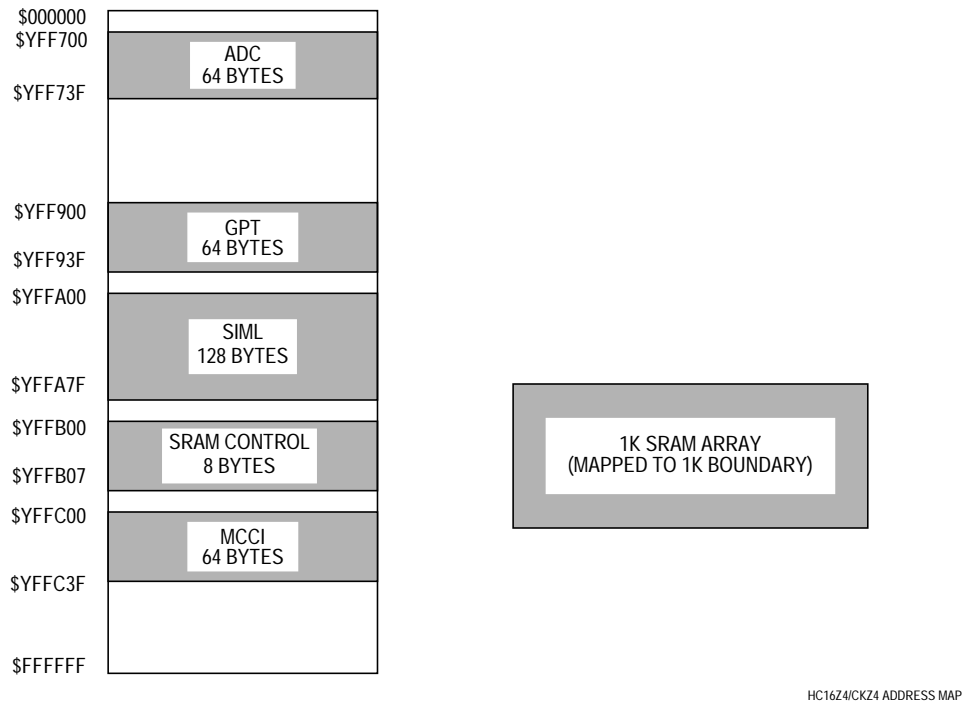 $000000
$YFF700
ADC
64 BYTES
$YFF73F
$YFF900
GPT
64 BYTES
$YFF93F
$YFFA00
SIML
128 BYTES
$YFFA7F
$YFFB00
SRAM CONTROL
8 BYTES
$YFFB07
$YFFC00
MCCI
64 BYTES
$YFFC3F
$FFFFFF
1K SRAM ARRAY
(MAPPED TO 1K BOUNDARY)
HC16Z4/CKZ4 ADDRESS MAP